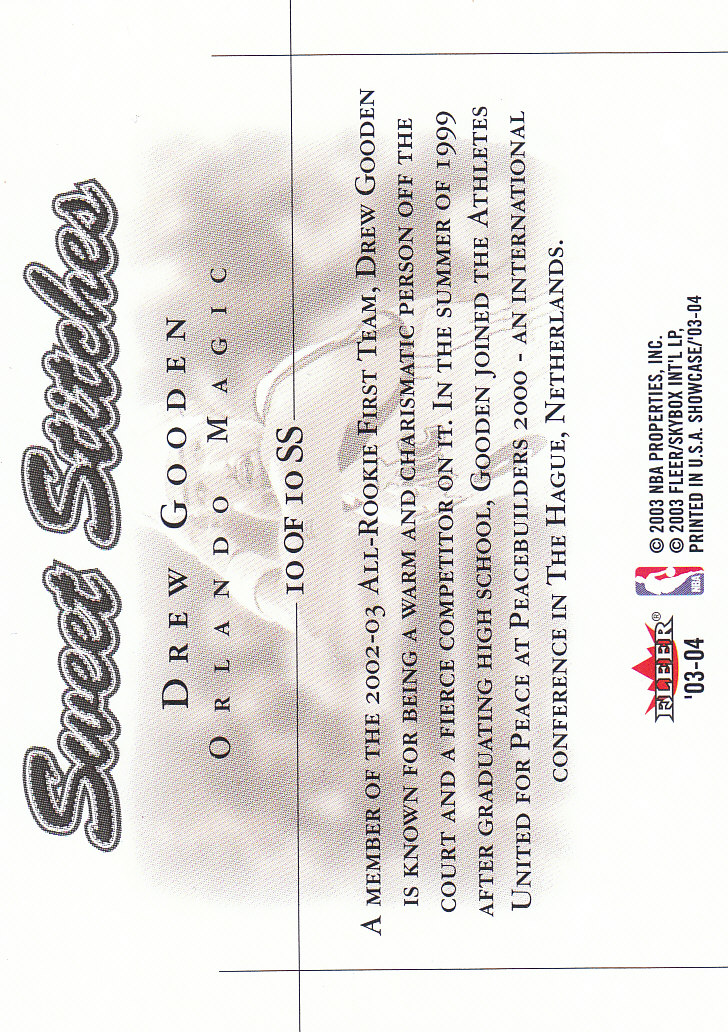 Sweet Stitches
DREW GOODEN
ORLANDO MAGIC
10 OF 10 SS
A MEMBER OF THE 2002-03 ALL-ROOKIE FIRST TEAM, DREW GOODEN
IS KNOWN FOR BEING A WARM AND CHARISMATIC PERSON OFF THE
COURT AND A FIERCE COMPETITOR ON IT. IN THE SUMMER OF 1999
AFTER GRADUATING HIGH SCHOOL, GOODEN JOINED THE ATHLETES
UNITED FOR PEACE AT PEACEBUILDERS 2000 - AN INTERNATIONAL
CONFERENCE IN THE HAGUE, NETHERLANDS.
FLEER®
'03-04
NBA
© 2003 NBA PROPERTIES, INC.
© 2003 FLEER/SKYBOX INT'L LP,
PRINTED IN U.S.A. SHOWCASE/'03-04